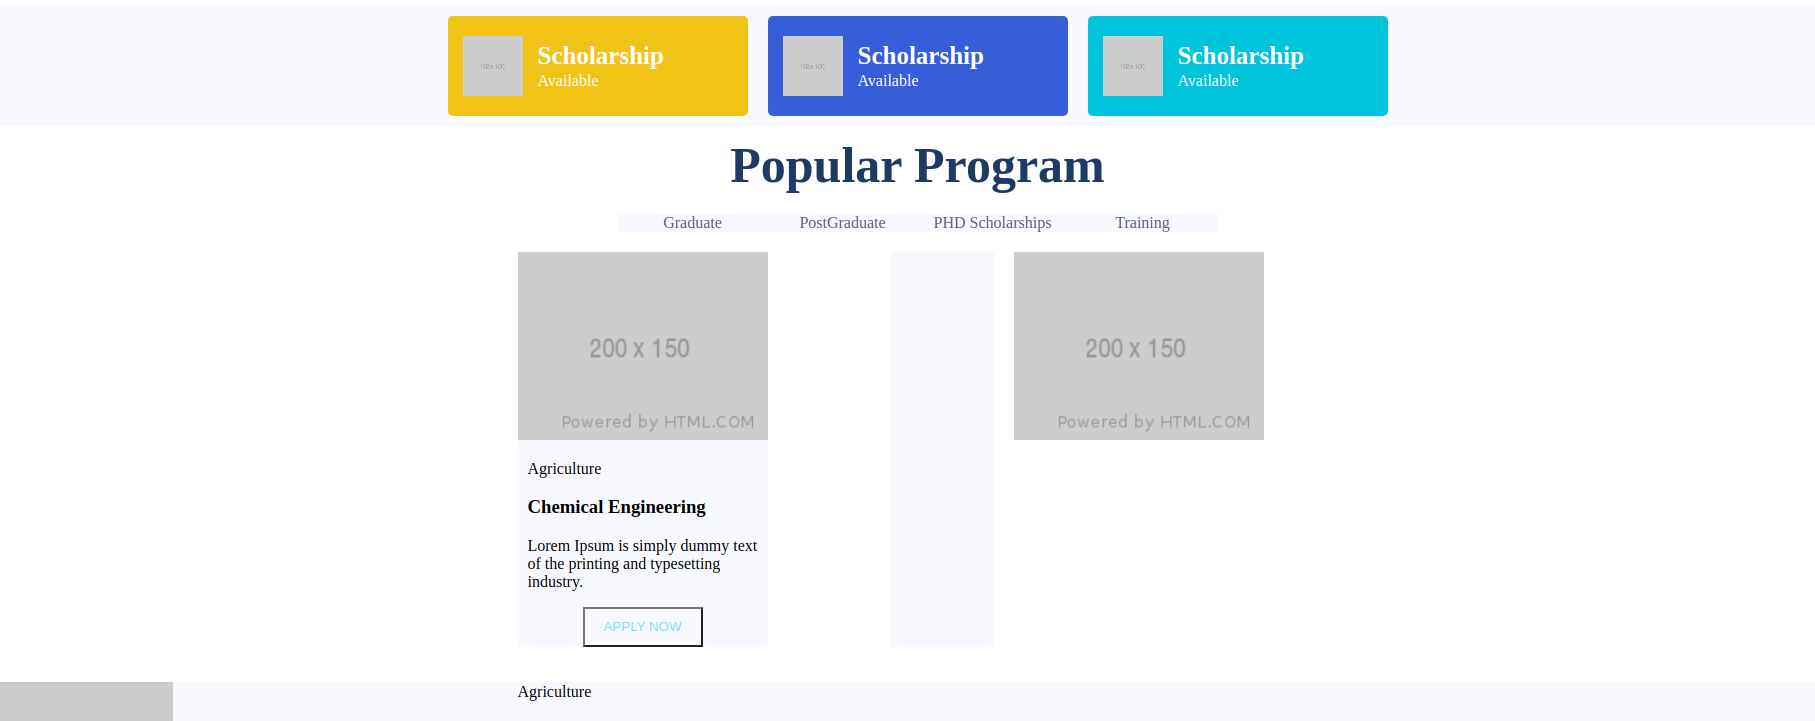 100 x 100
Scholarship
Available
100 x 100
Scholarship
Available
100 x 100
Scholarship
Available
Popular Program
Graduate
PostGraduate
PHD Scholarships
Training
200 x 150
Powered by HTML.COM
200 x 150
Powered by HTML.COM
Agriculture
Chemical Engineering
Lorem Ipsum is simply dummy text
of the printing and typesetting
industry.
APPLY NOW
Agriculture